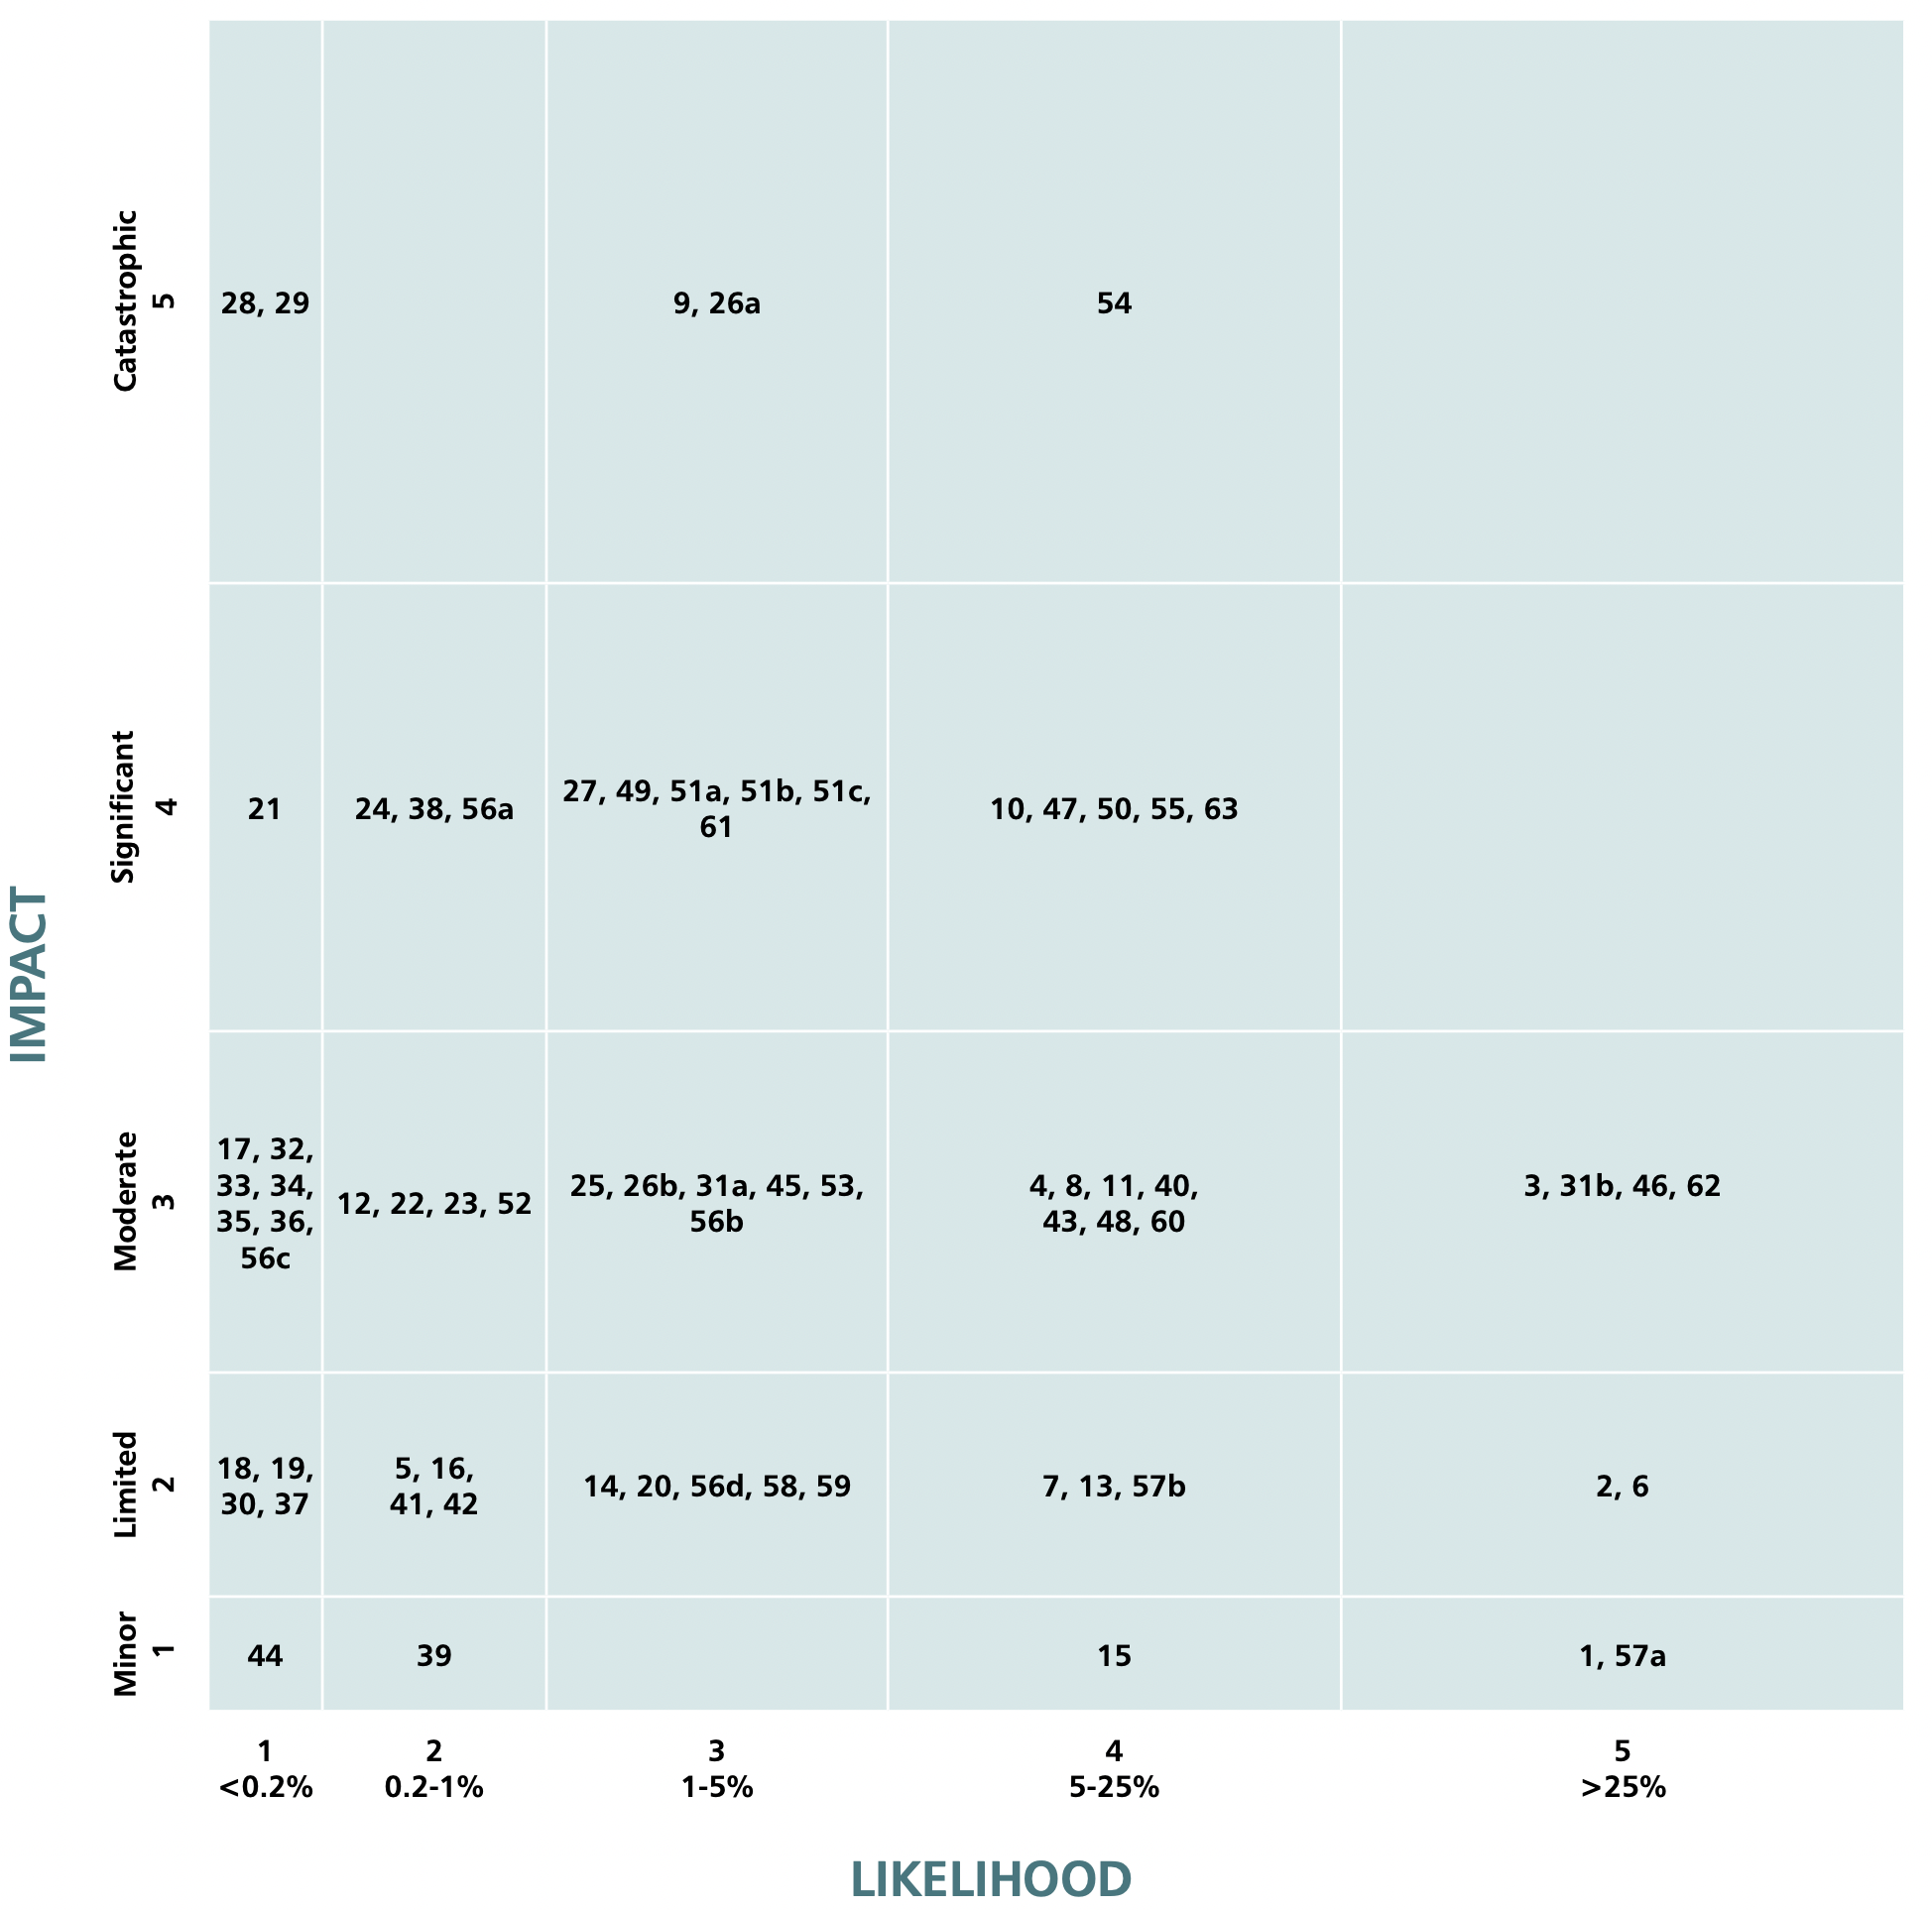 IMPACT
Catastrophic
5
28, 29
9, 26a
54
Significant
4
21
24, 38, 56a
27, 49, 51a, 51b, 51c,
61
10, 47, 50, 55, 63
Moderate
3
17, 32,
33, 34,
35, 36,
56c
12, 22, 23, 52
25, 26b, 31a, 45, 53,
56b
4, 8, 11, 40,
43, 48, 60
3, 31b, 46, 62
Limited
2
18, 19,
30, 37
5, 16,
41, 42
14, 20, 56d, 58, 59
7, 13, 57b
2, 6
Minor
1
44
39
15
1, 57a
1
<0.2%
2
0.2-1%
3
1-5%
4
5-25%
5
>25%
LIKELIHOOD